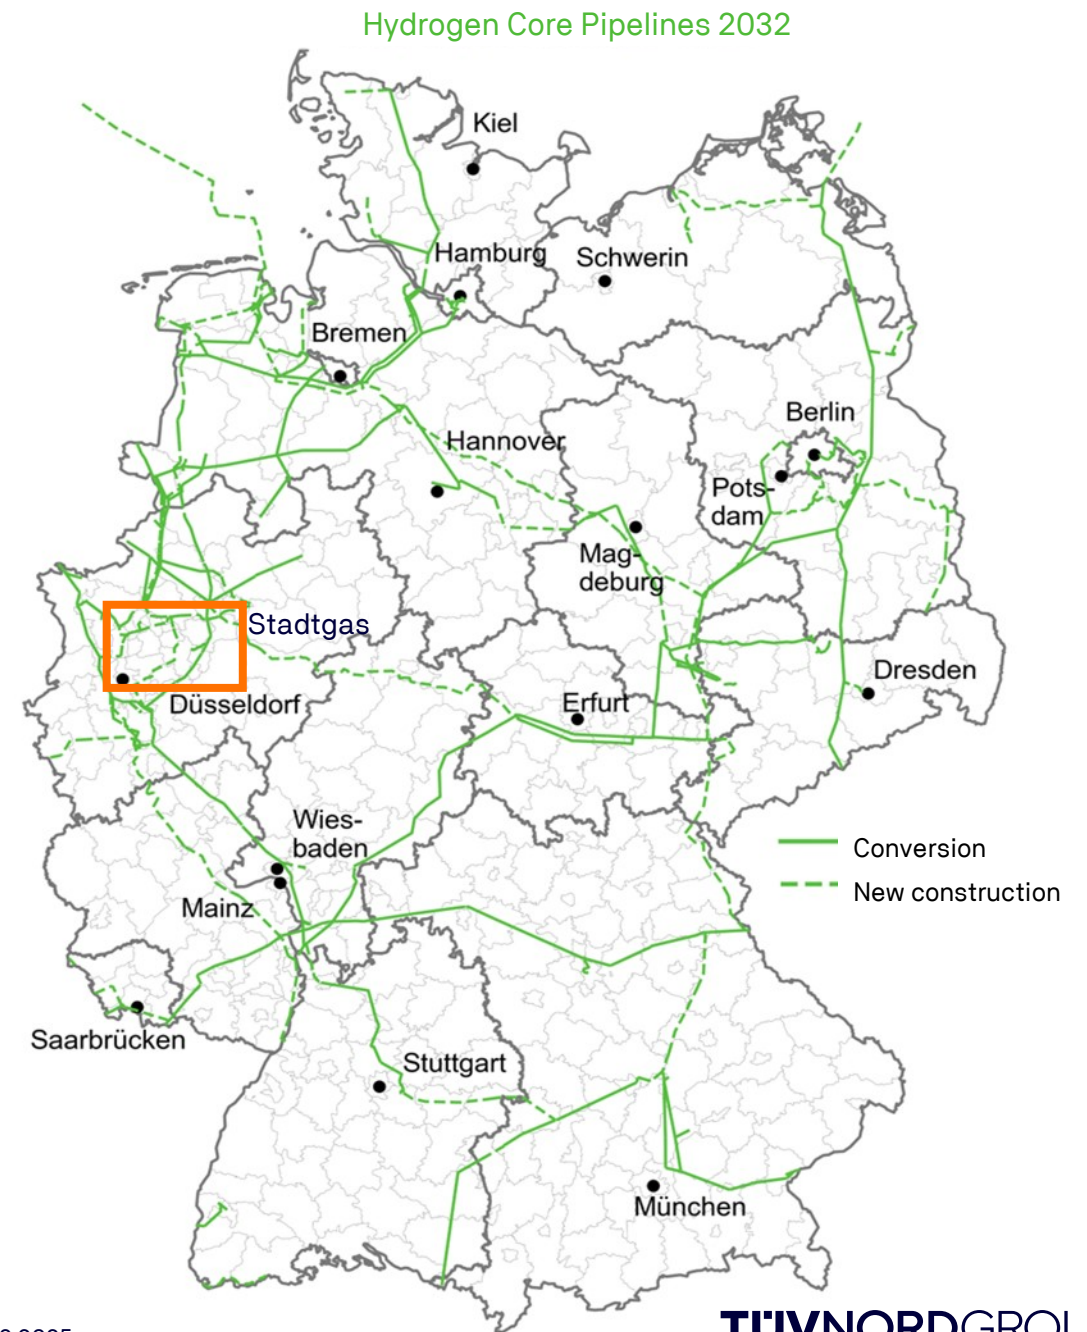 Hydrogen Core Pipelines 2032
Kiel
Hamburg
Schwerin
Bremen
Berlin
Hannover
Pots-
dam
Mag-
deburg
Stadtgas
Dresden
Düsseldorf
Erfurt
Wies-
baden
Conversion
New construction
Mainz
Saarbrücken
Stuttgart
München
TÜVNORDGROU